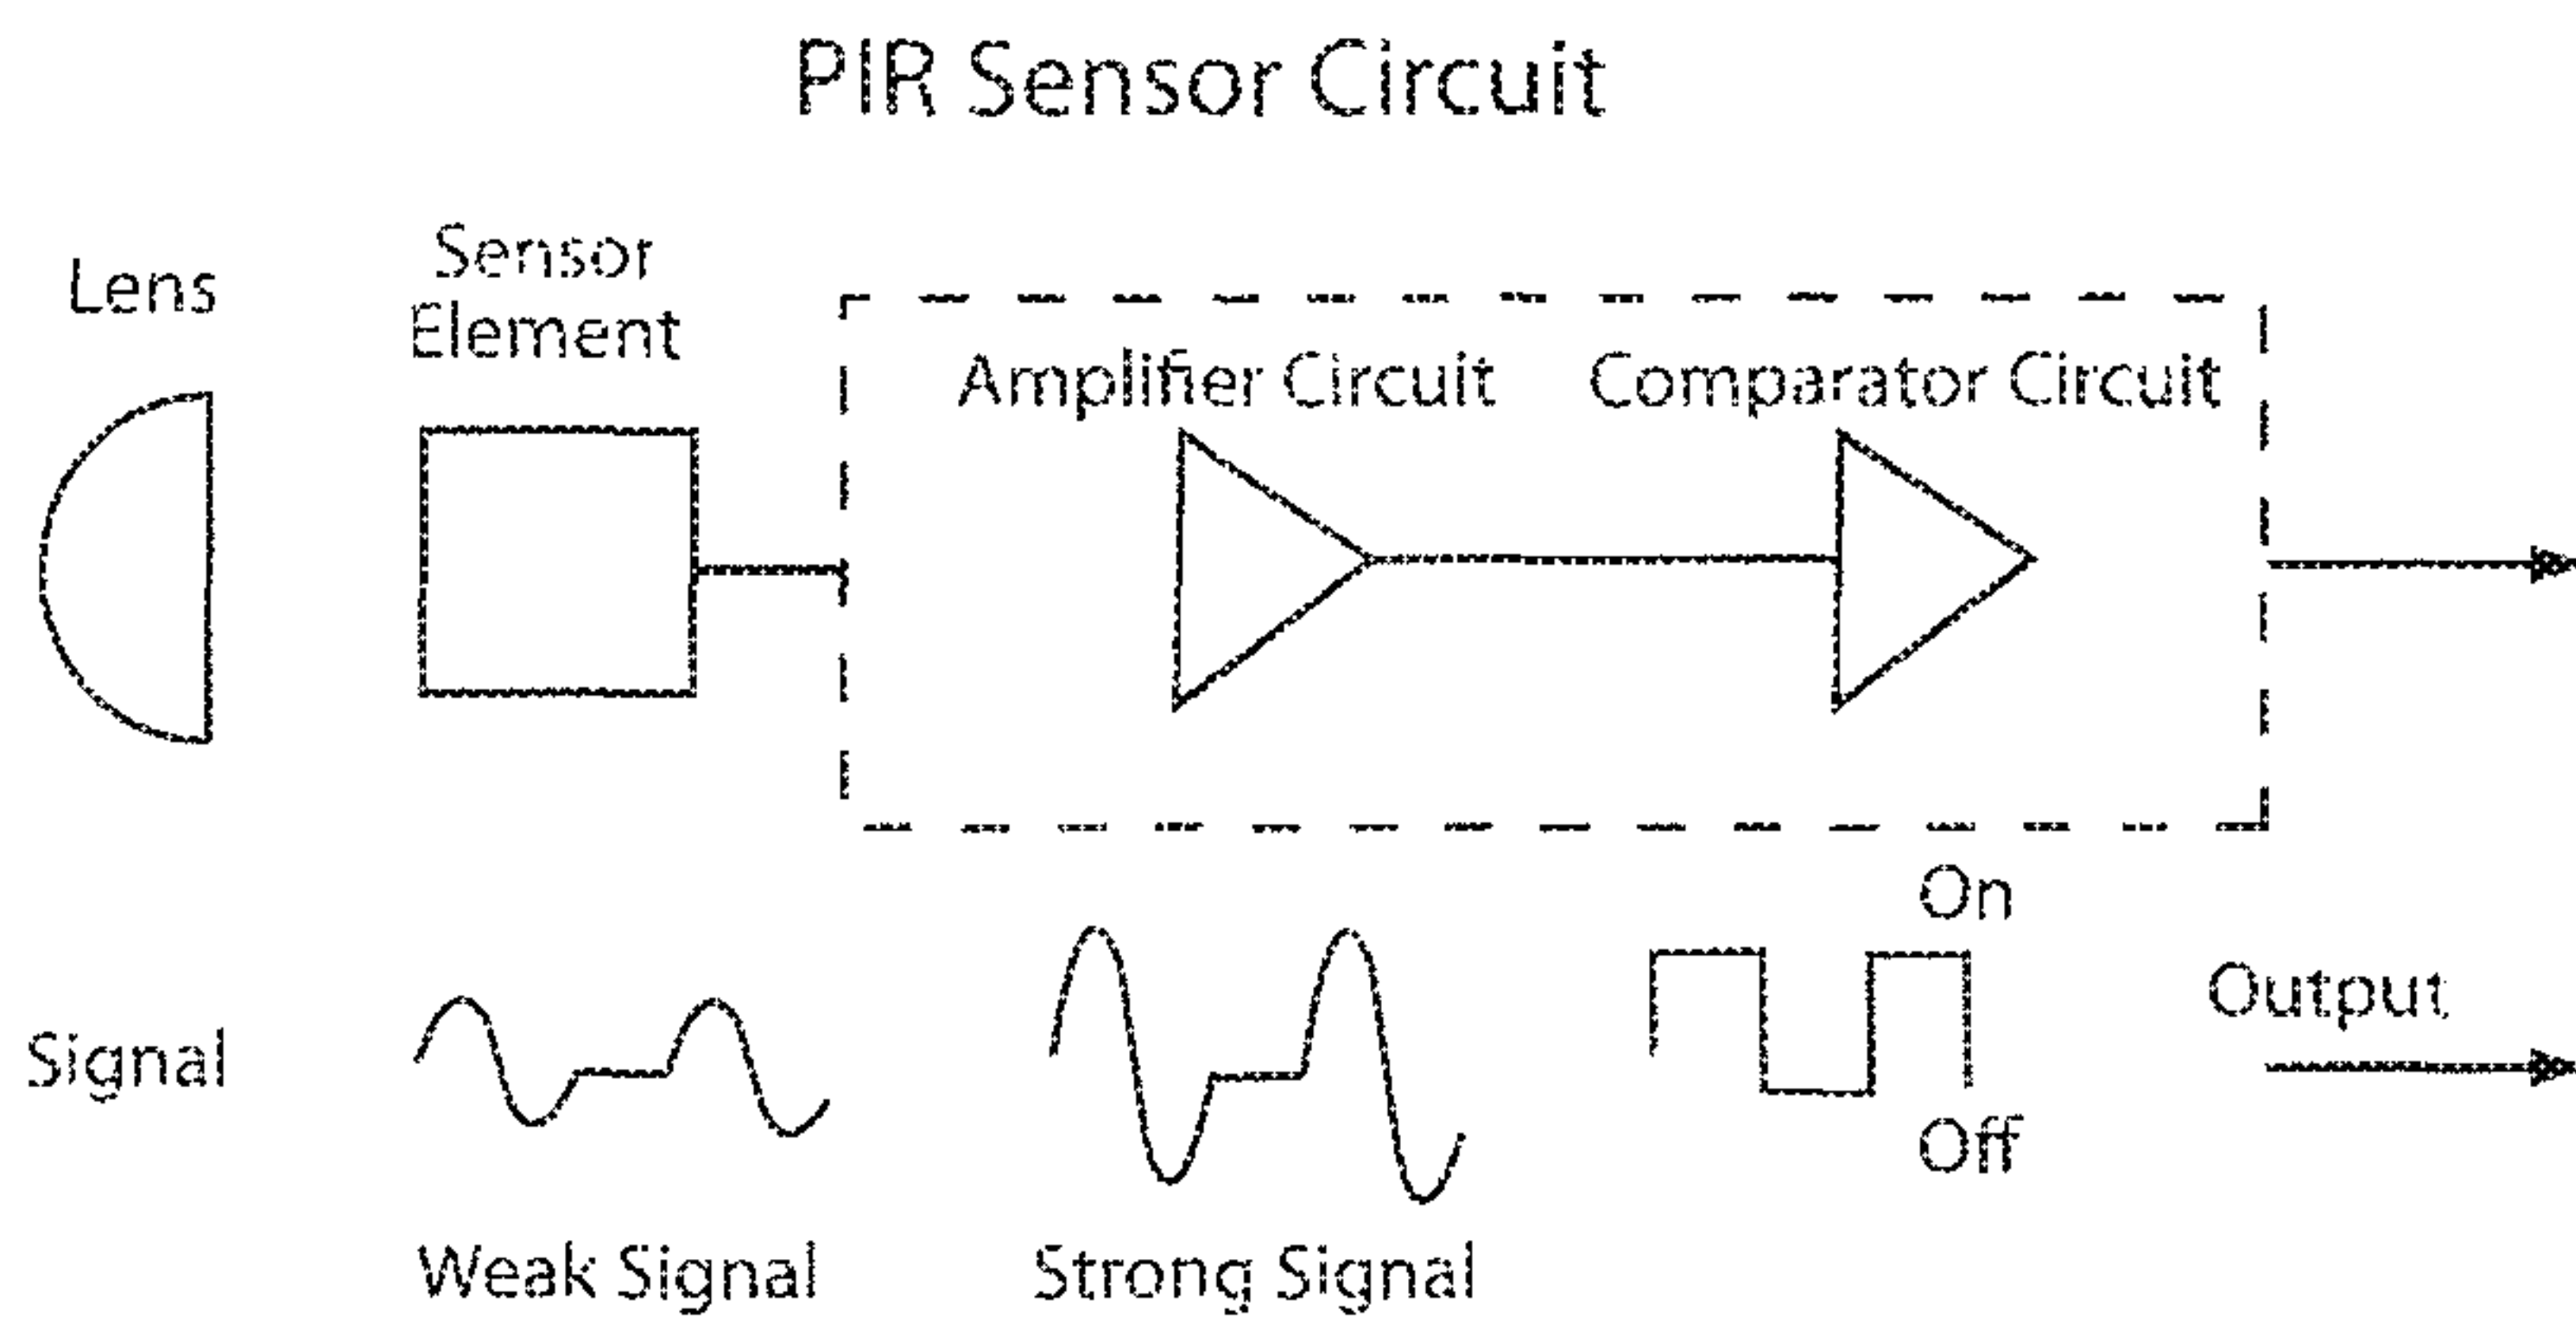 PIR Sensor Circuit
Lens
Sensor
Element
Amplifier Circuit
Comparator Circuit
On
Off
Output
Signal
Weak Signal
Strong Signal